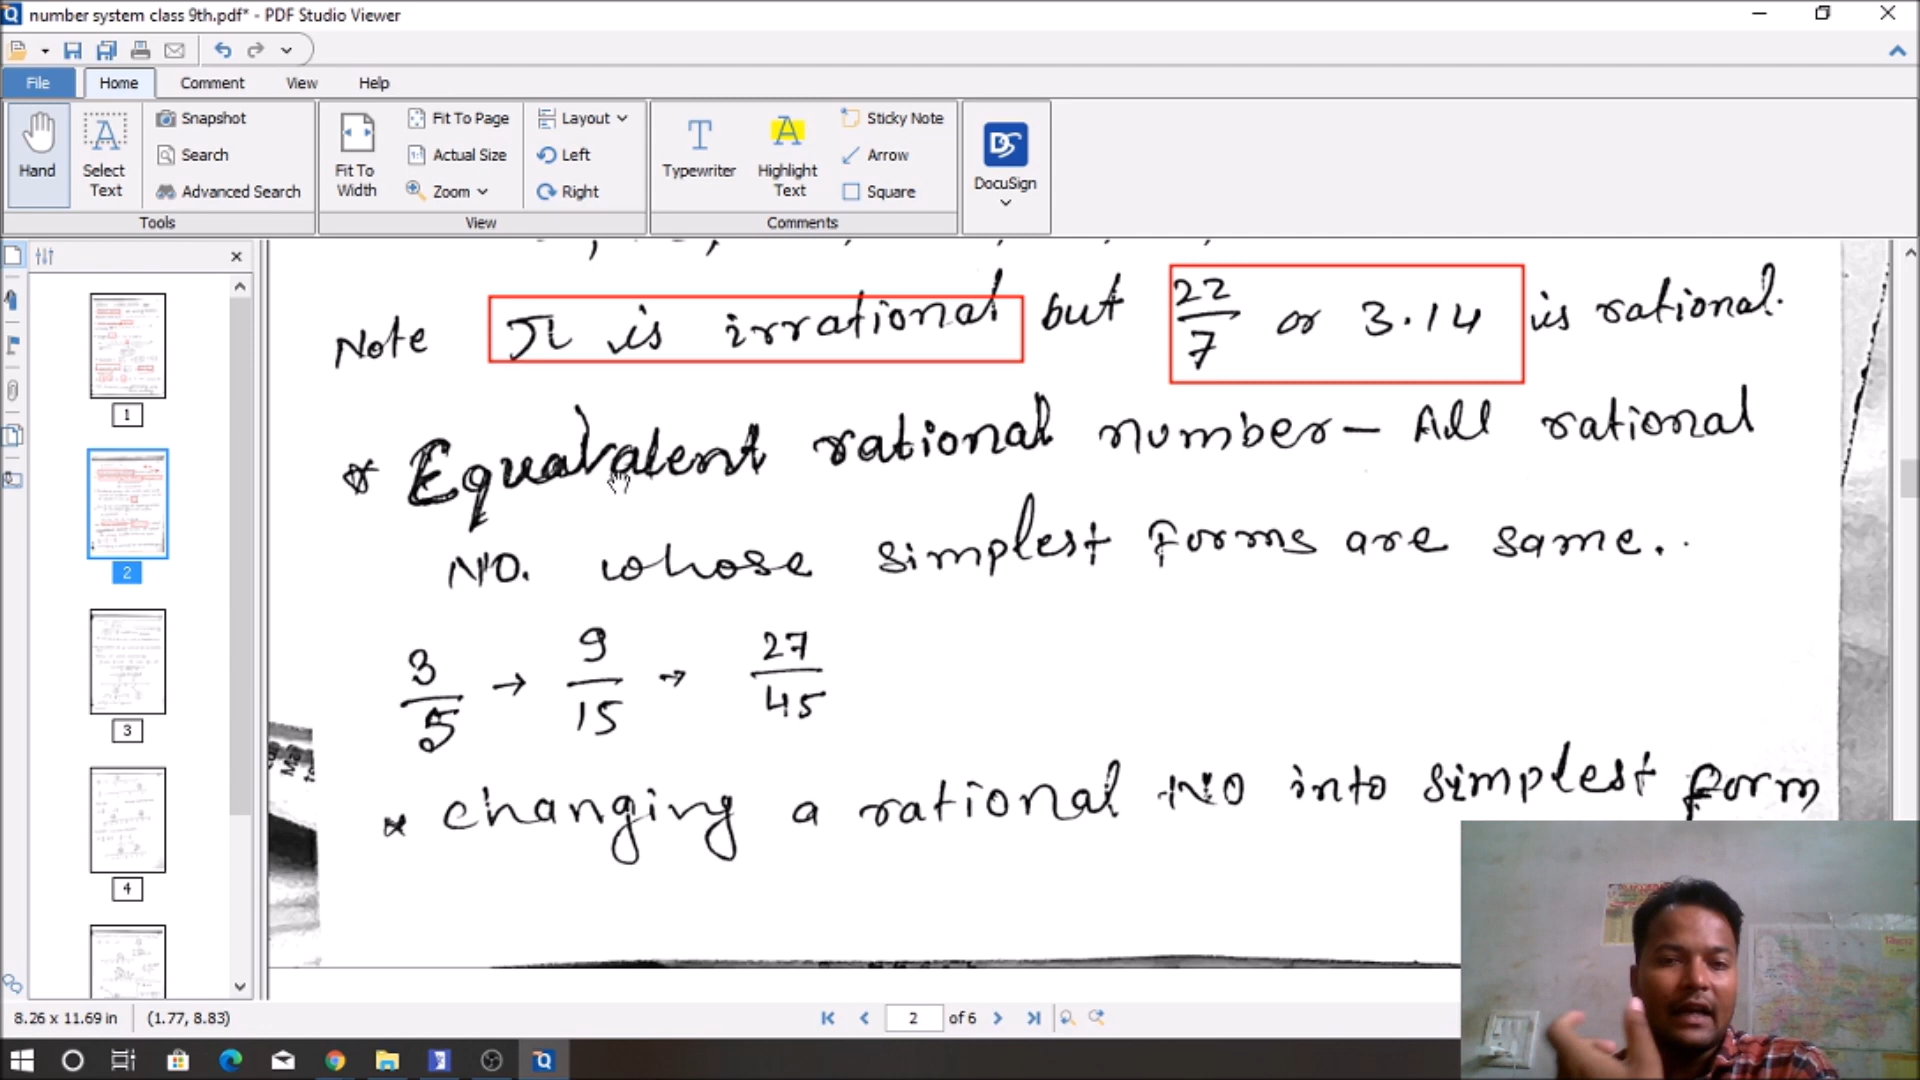 number system class 9th.pdf* - PDF Studio Viewer
File Home Comment View Help
Hand
Select Text
Snapshot
Search
Advanced Search
Tools
Fit To Width
Fit To Page
Actual Size
Zoom
Layout
Left
Right
View
Typewriter
Highlight Text
Sticky Note
Arrow
Square
Comments
DocuSign
Note π is irrational but 22/7 or 3.14 is rational.
* Equavalent rational number - All rational
NO. whose simplest forms are same.
3/5 → 9/15 → 27/45
* changing a rational NO into simplest form
1
2
3
4
8.26 x 11.69 in (1.77, 8.83) 2 of 6